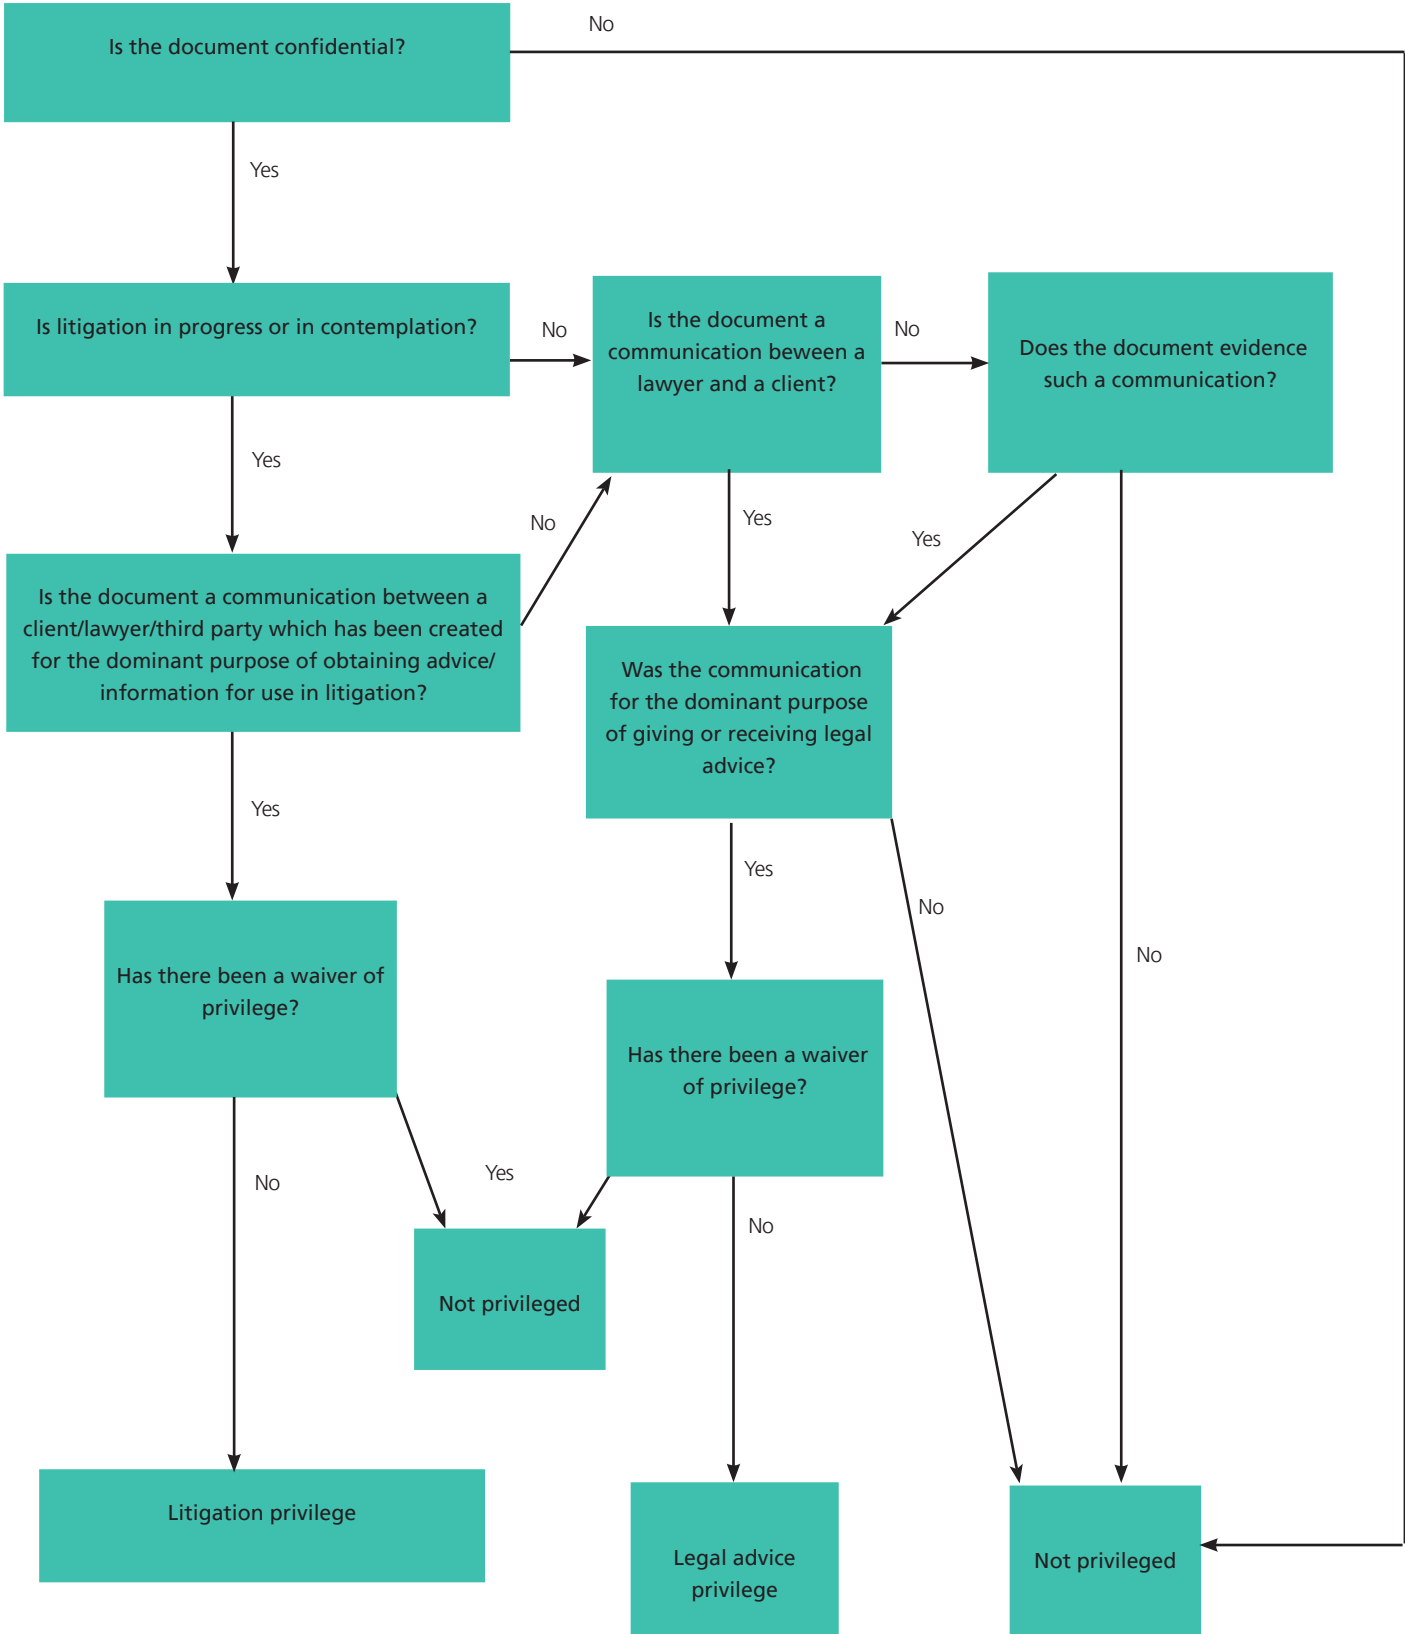 No
Is the document confidential?
Yes
Is litigation in progress or in contemplation?
No
Is the document a
communication beween a
lawyer and a client?
No
Does the document evidence
such a communication?
Yes
No
Yes
Yes
Is the document a communication between a
client/lawyer/third party which has been created
for the dominant purpose of obtaining advice/
information for use in litigation?
Was the communication
for the dominant purpose
of giving or receiving legal
advice?
Yes
Yes
No
No
Has there been a waiver of
privilege?
Has there been a waiver
of privilege?
Yes
No
No
Not privileged
Litigation privilege
Legal advice
privilege
Not privileged